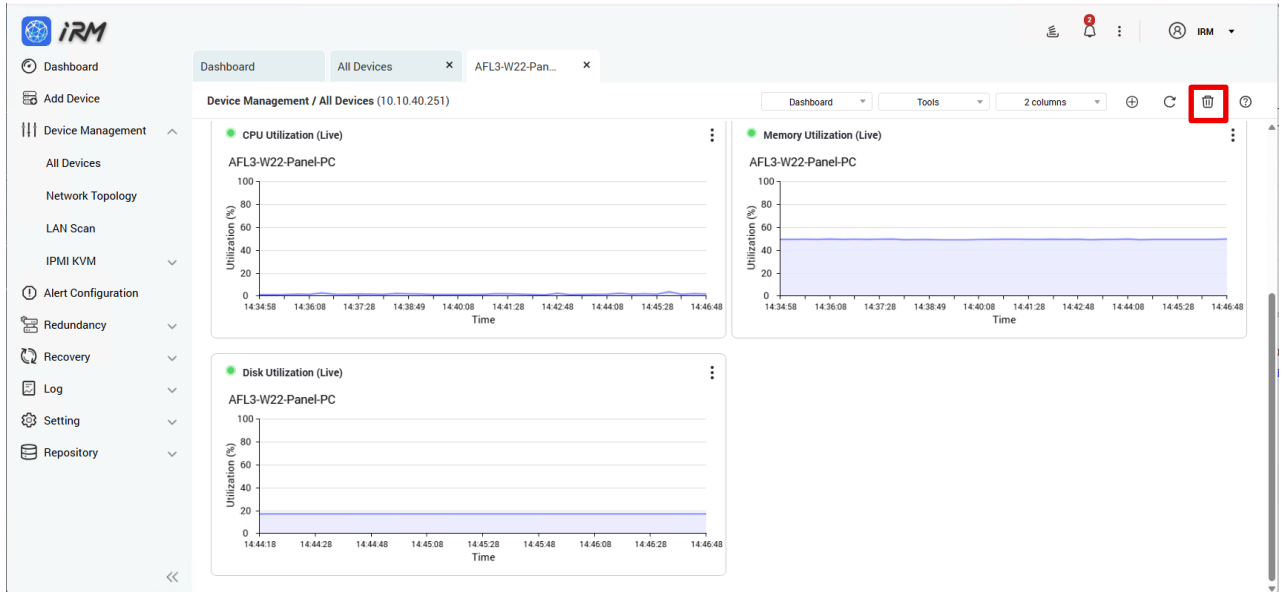 iRM
2
IRM
Dashboard
Add Device
Device Management
All Devices
Network Topology
LAN Scan
IPMI KVM
Alert Configuration
Redundancy
Recovery
Log
Setting
Repository
Dashboard
All Devices
AFL3-W22-Pan...
Device Management / All Devices (10.10.40.251)
Dashboard
Tools
2 columns
CPU Utilization (Live)
AFL3-W22-Panel-PC
Utilization (%)
100
80
60
40
20
0
14:34:58 14:36:08 14:37:28 14:38:49 14:40:08 14:41:28 14:42:48 14:44:08 14:45:28 14:46:48
Time
Memory Utilization (Live)
AFL3-W22-Panel-PC
Utilization (%)
100
80
60
40
20
0
14:34:58 14:36:08 14:37:28 14:38:49 14:40:08 14:41:28 14:42:48 14:44:08 14:45:28 14:46:48
Time
Disk Utilization (Live)
AFL3-W22-Panel-PC
Utilization (%)
100
80
60
40
20
0
14:44:18 14:44:28 14:44:48 14:45:08 14:45:28 14:45:48 14:46:08 14:46:28 14:46:48
Time